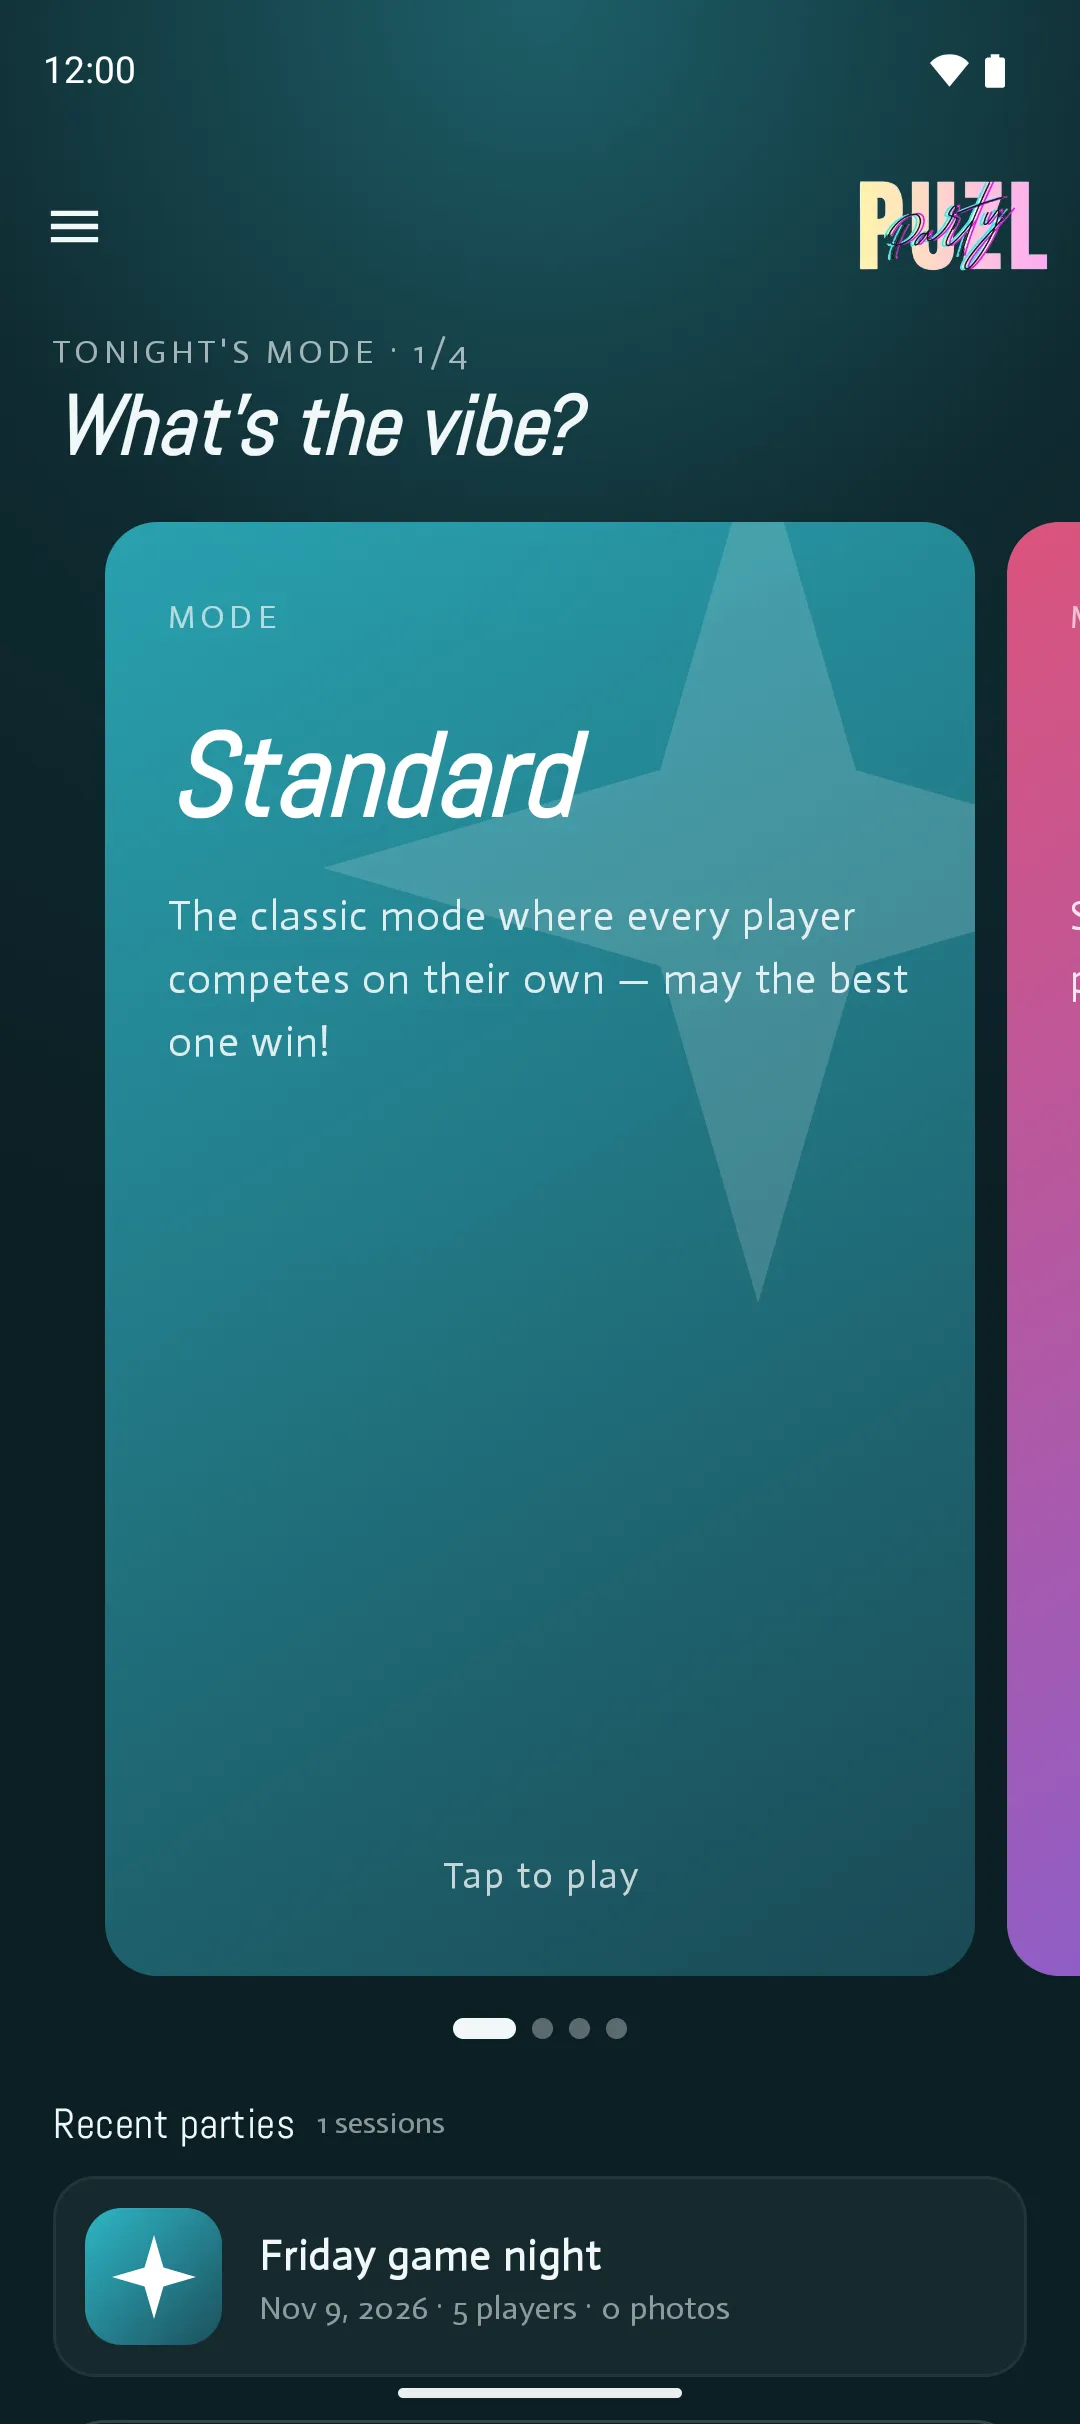 12:00
PUZL
Party
TONIGHT'S MODE · 1/4
What's the vibe?
MODE
Standard
The classic mode where every player
competes on their own — may the best
one win!
Tap to play
Recent parties 1 sessions
Friday game night
Nov 9, 2026 · 5 players · 0 photos